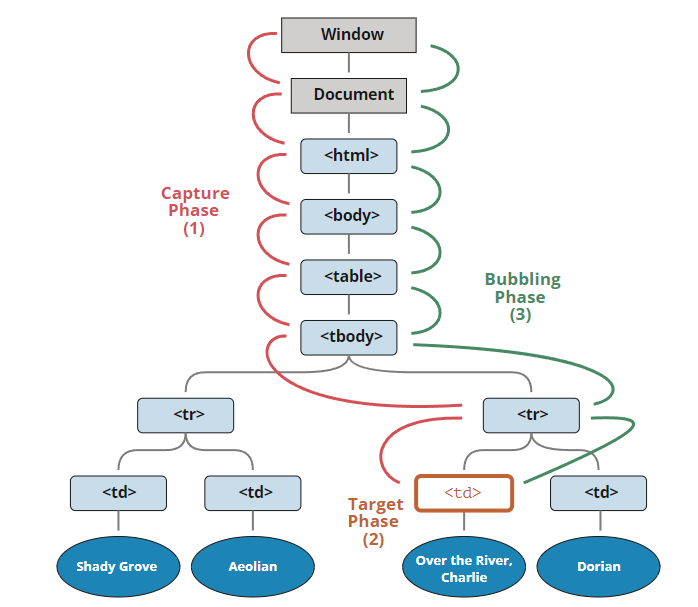 Window
Document
<html>
Capture
Phase
(1)
<body>
<table>
Bubbling
Phase
(3)
<tbody>
<tr>
<tr>
<td>
<td>
<td>
<td>
Target
Phase
(2)
Shady Grove
Aeolian
Over the River,
Charlie
Dorian